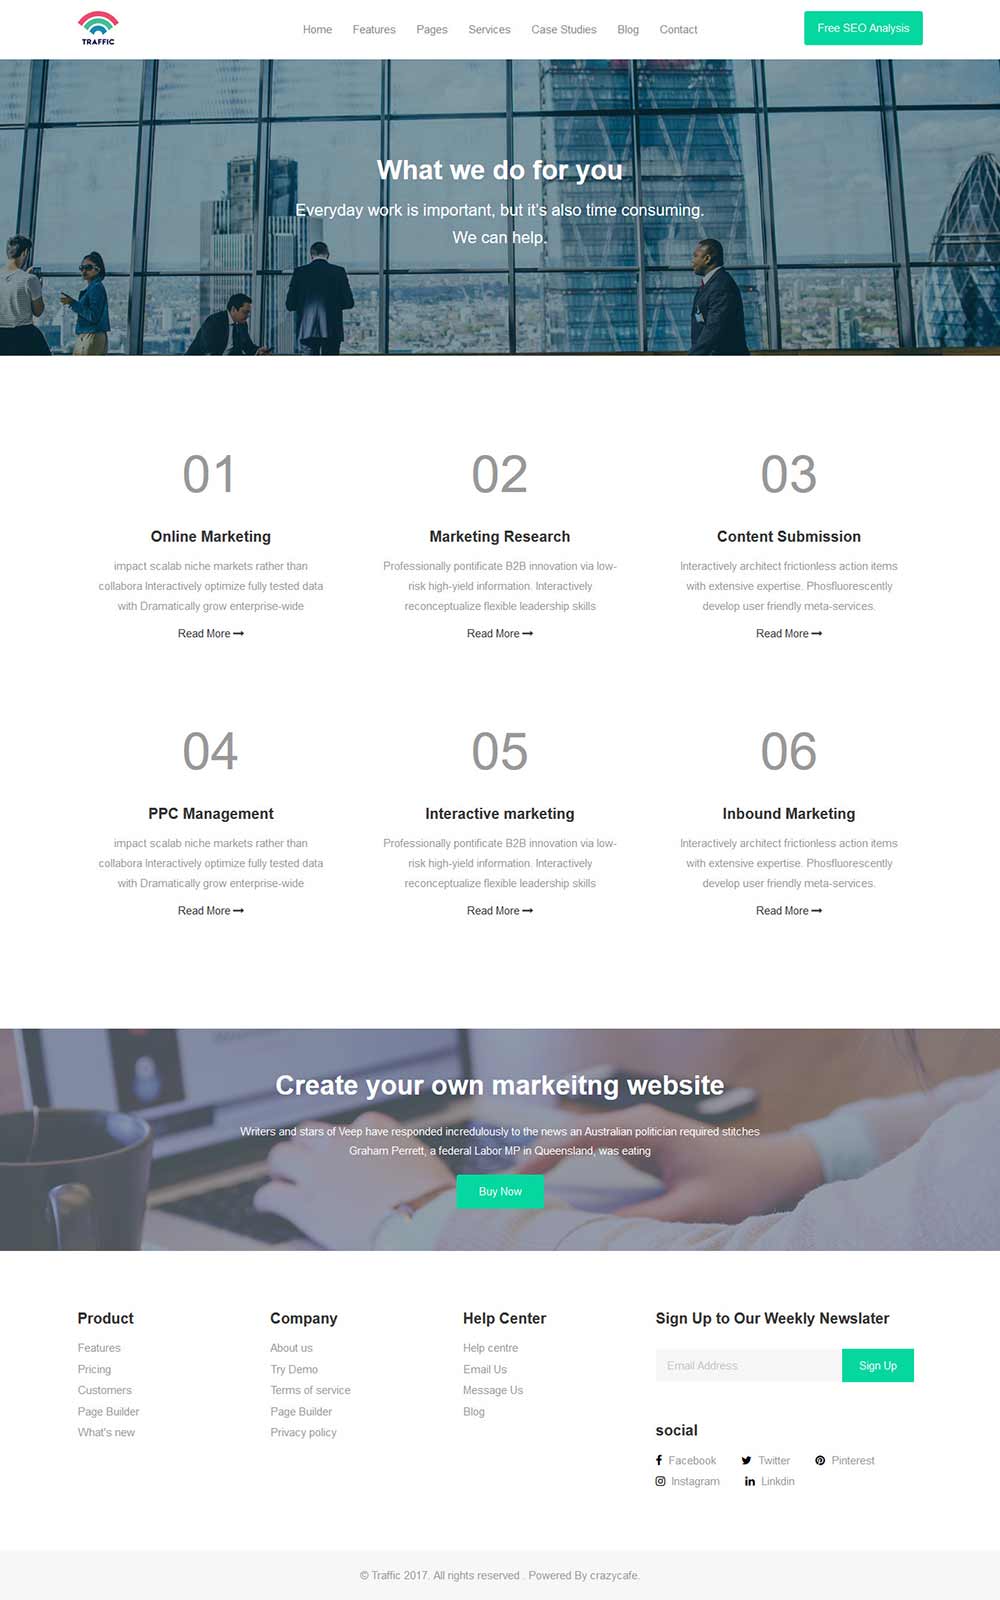 TRAFFIC
Home Features Pages Services Case Studies Blog Contact
Free SEO Analysis
What we do for you
Everyday work is important, but it's also time consuming.
We can help.
01
Online Marketing
impact scalab niche markets rather than
collabora Interactively optimize fully tested data
with Dramatically grow enterprise-wide
Read More
02
Marketing Research
Professionally pontificate B2B innovation via low-
risk high-yield information. Interactively
reconceptualize flexible leadership skills
Read More
03
Content Submission
Interactively architect frictionless action items
with extensive expertise. Phosfluorescently
develop user friendly meta-services.
Read More
04
PPC Management
impact scalab niche markets rather than
collabora Interactively optimize fully tested data
with Dramatically grow enterprise-wide
Read More
05
Interactive marketing
Professionally pontificate B2B innovation via low-
risk high-yield information. Interactively
reconceptualize flexible leadership skills
Read More
06
Inbound Marketing
Interactively architect frictionless action items
with extensive expertise. Phosfluorescently
develop user friendly meta-services.
Read More
Create your own markeitng website
Writers and stars of Veep have responded incredulously to the news an Australian politician required stitches
Graham Perrett, a federal Labor MP in Queensland, was eating
Buy Now
Product
Features
Pricing
Customers
Page Builder
What's new
Company
About us
Try Demo
Terms of service
Page Builder
Privacy policy
Help Center
Help centre
Email Us
Message Us
Blog
Sign Up to Our Weekly Newslater
Email Address
Sign Up
social
Facebook Twitter Pinterest
Instagram Linkdin
© Traffic 2017. All rights reserved . Powered By crazycafe.